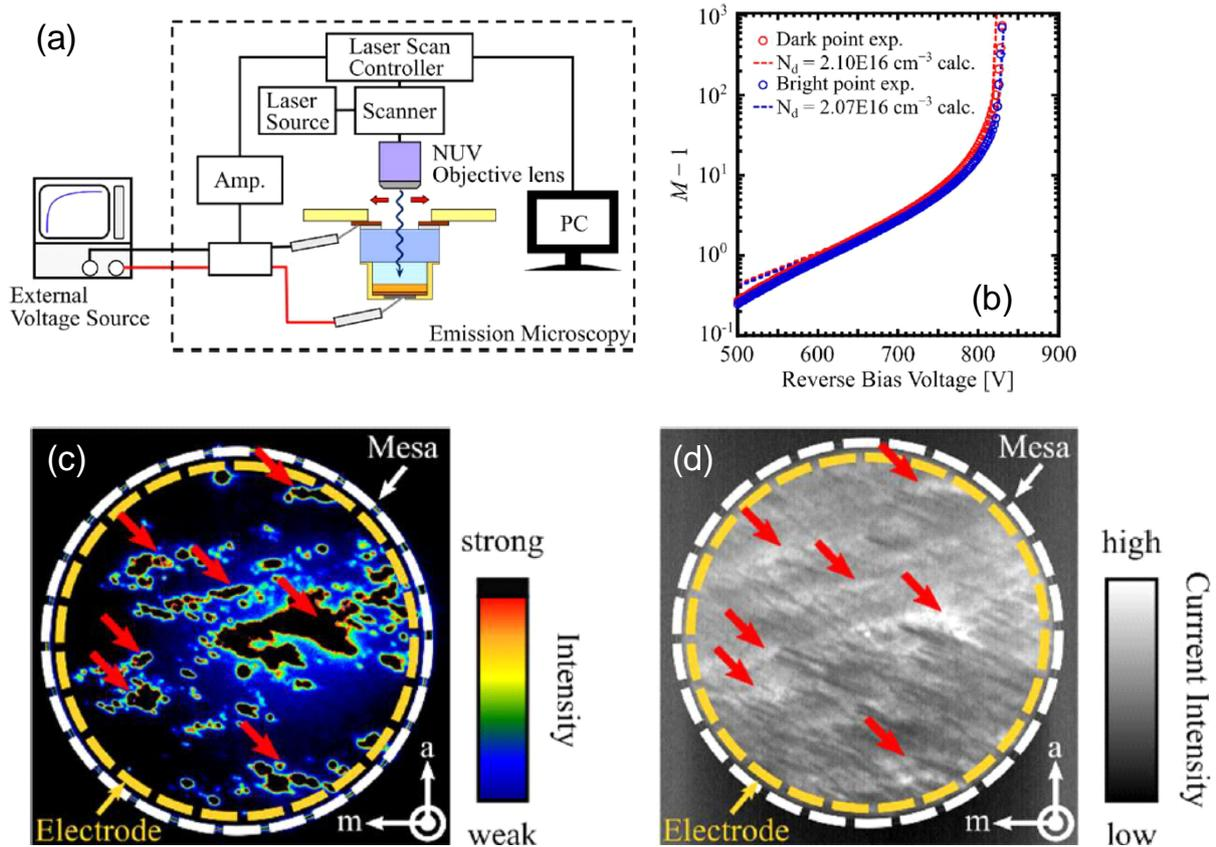 (a)
Laser Scan
Controller
Laser
Source
Scanner
NUV
Objective lens
Amp.
PC
External
Voltage Source
Emission Microscopy
(b)
10³
10²
10¹
10⁰
10⁻¹
M − 1
Dark point exp.
N_d = 2.10E16 cm⁻³ calc.
Bright point exp.
N_d = 2.07E16 cm⁻³ calc.
500 600 700 800 900
Reverse Bias Voltage [V]
(c)
Mesa
Electrode
a
m
strong
Intensity
weak
(d)
Mesa
Electrode
a
m
high
Currrent Intensity
low